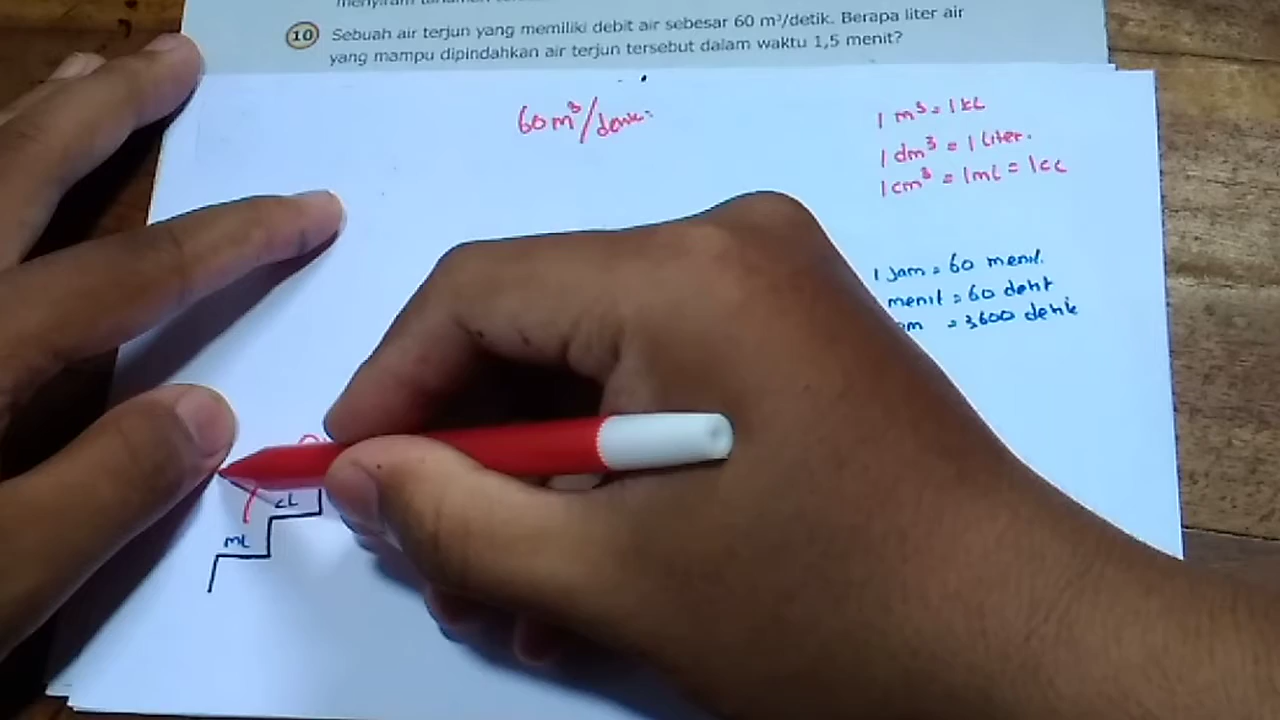 10 Sebuah air terjun yang memiliki debit air sebesar 60 m³/detik. Berapa liter air
yang mampu dipindahkan air terjun tersebut dalam waktu 1,5 menit?
60 m³/detik.
1 m³ = 1 kL
1 dm³ = 1 Liter.
1 cm³ = 1 mL = 1 cc
1 Jam = 60 menit.
menit = 60 detik
= 3600 detik
cL
mL